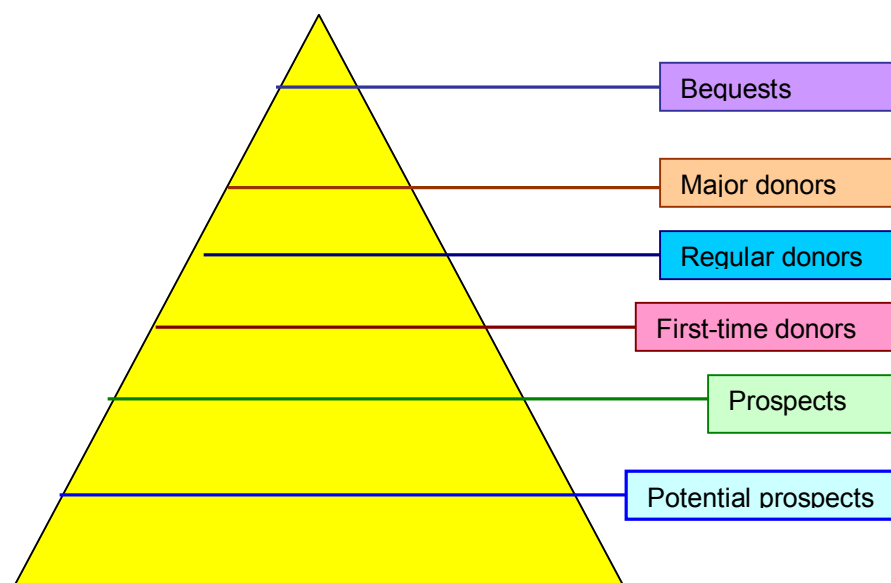 Bequests
Major donors
Regular donors
First-time donors
Prospects
Potential prospects